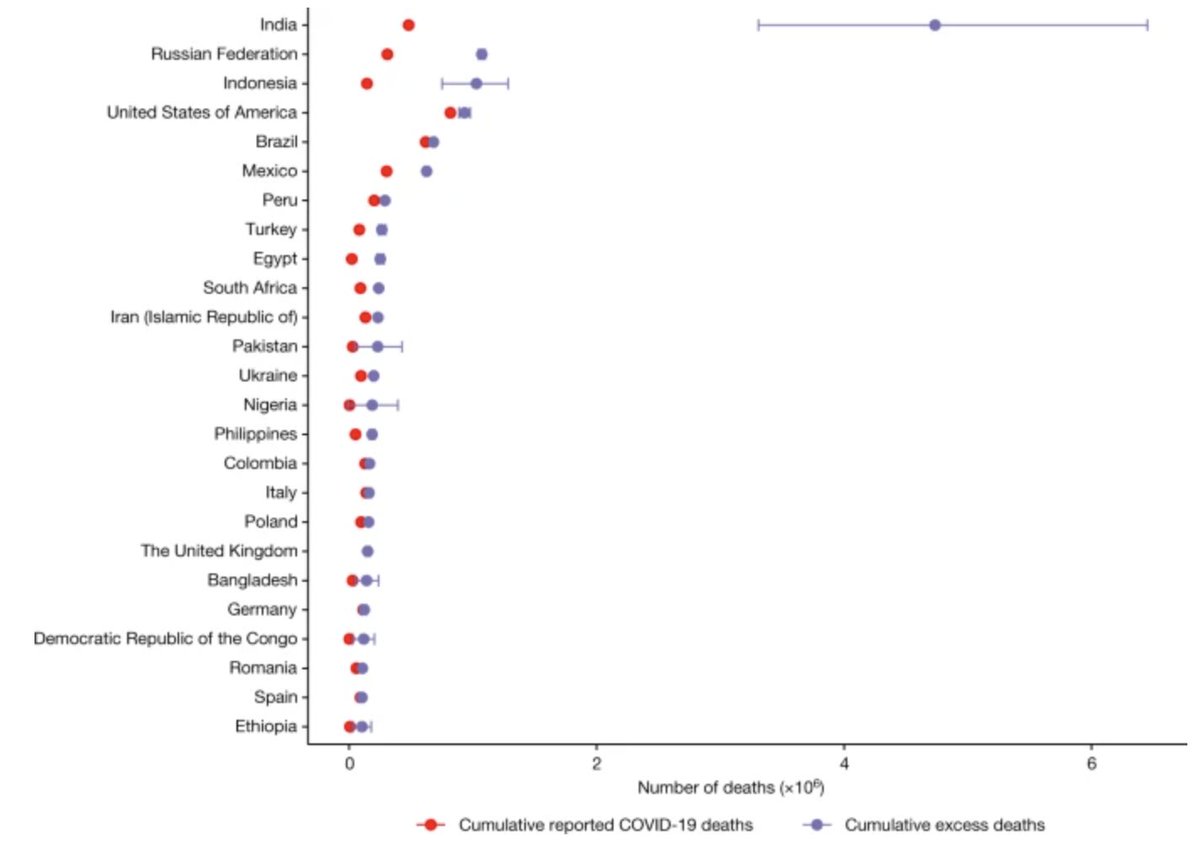 India
Russian Federation
Indonesia
United States of America
Brazil
Mexico
Peru
Turkey
Egypt
South Africa
Iran (Islamic Republic of)
Pakistan
Ukraine
Nigeria
Philippines
Colombia
Italy
Poland
The United Kingdom
Bangladesh
Germany
Democratic Republic of the Congo
Romania
Spain
Ethiopia
0 2 4 6
Number of deaths (×10⁶)
Cumulative reported COVID-19 deaths Cumulative excess deaths